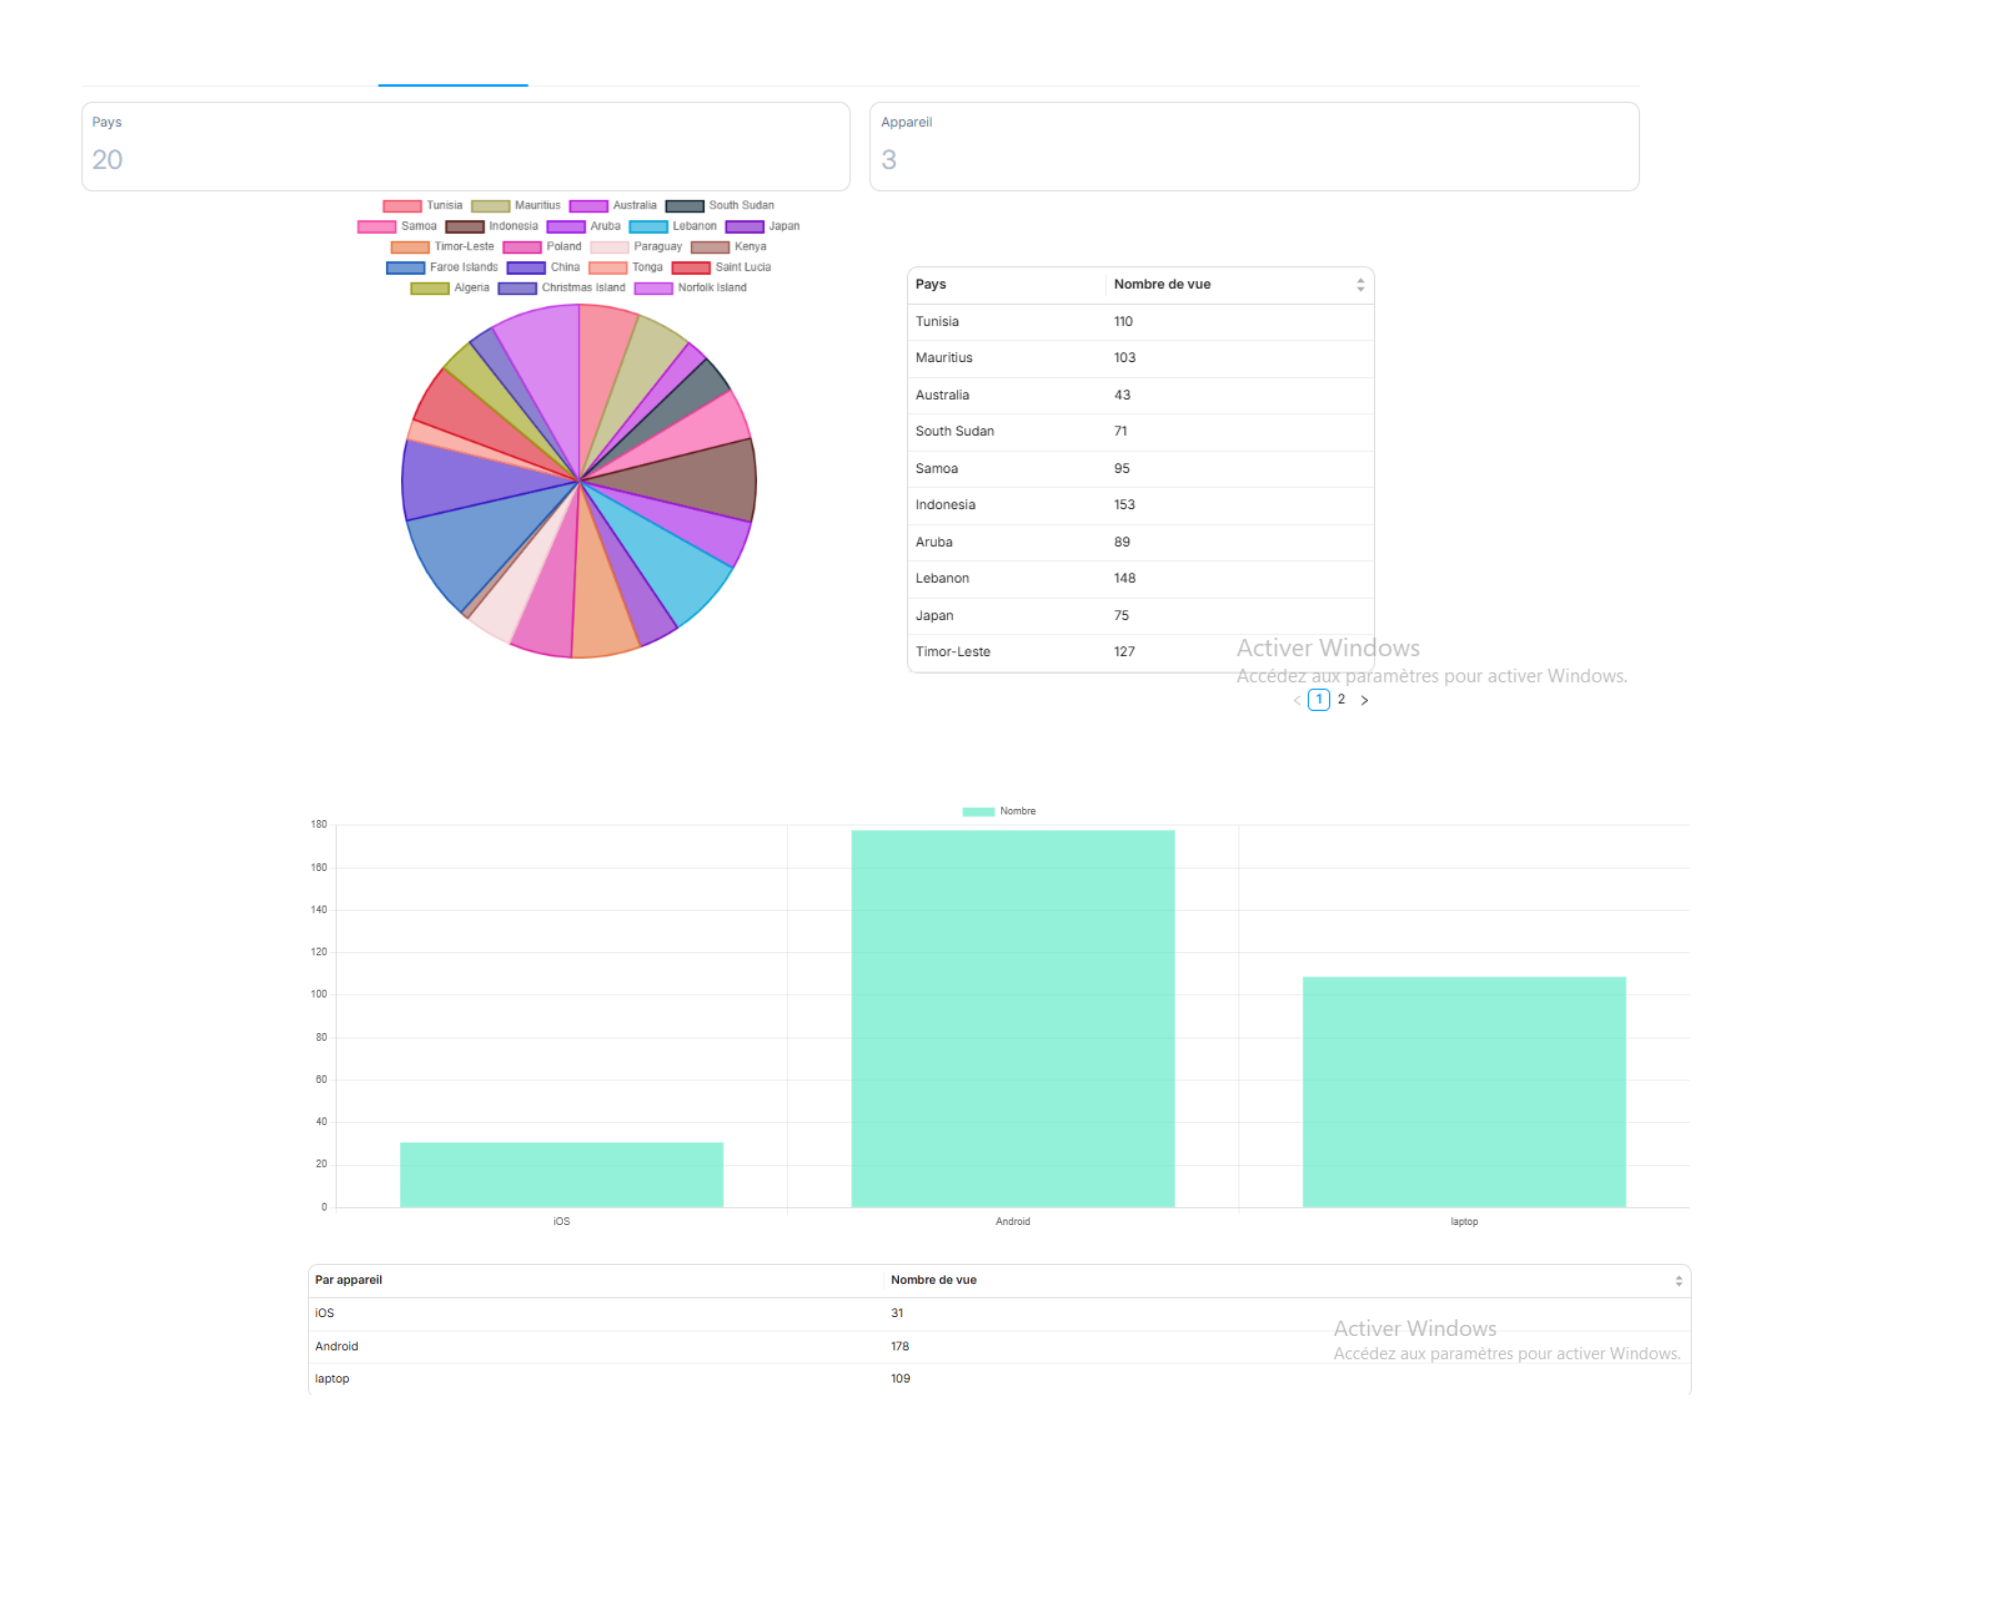 Pays
20
Appareil
3
Tunisia Mauritius Australia South Sudan
Samoa Indonesia Aruba Lebanon Japan
Timor-Leste Poland Paraguay Kenya
Faroe Islands China Tonga Saint Lucia
Algeria Christmas Island Norfolk Island
Pays Nombre de vue
Tunisia 110
Mauritius 103
Australia 43
South Sudan 71
Samoa 95
Indonesia 153
Aruba 89
Lebanon 148
Japan 75
Timor-Leste 127
Activer Windows
Accédez aux paramètres pour activer Windows.
< 1 2 >
Nombre
180
160
140
120
100
80
60
40
20
0
iOS Android laptop
Par appareil Nombre de vue
iOS 31
Android 178
laptop 109
Activer Windows
Accédez aux paramètres pour activer Windows.